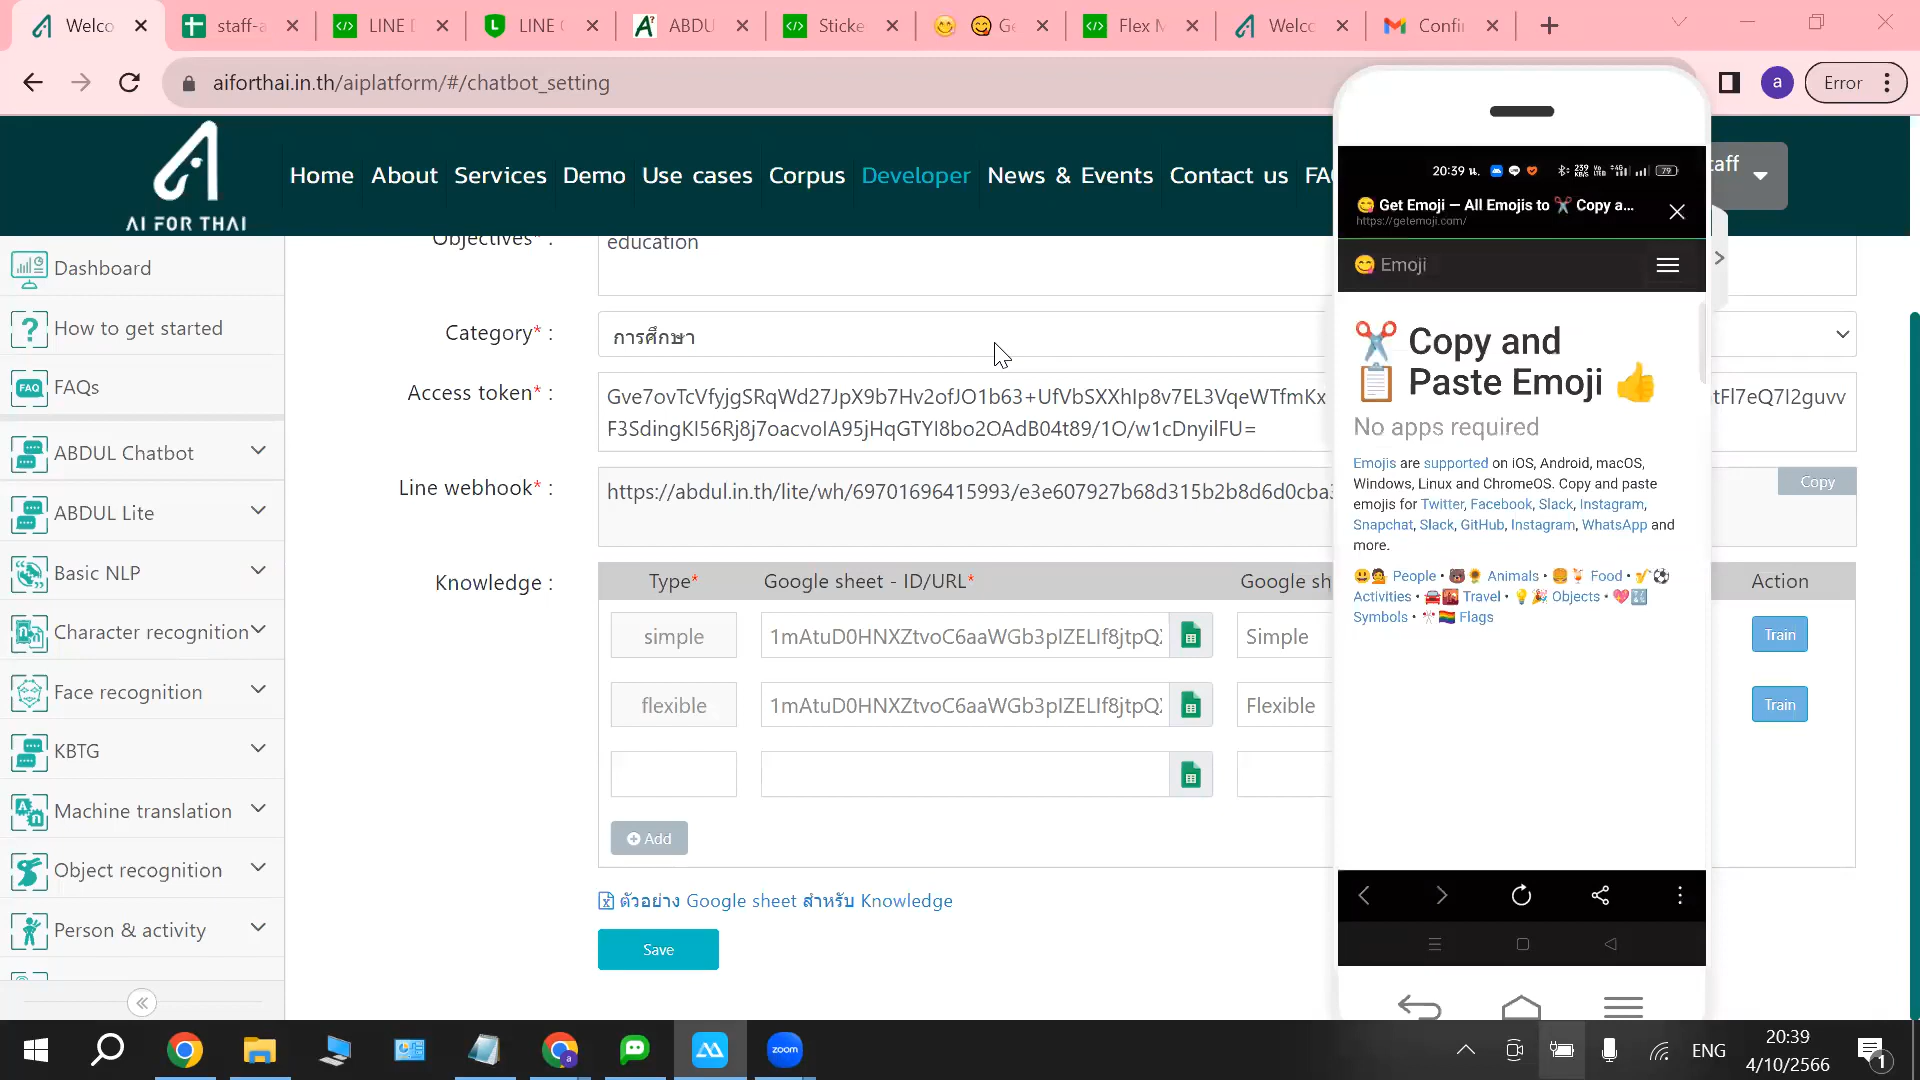 Welco
staff-a
LINE D
LINE
ABDU
Sticke
Ge
Flex M
Welco
Confir
aiforthai.in.th/aiplatform/#/chatbot_setting
a
Error
AI FOR THAI
Home About Services Demo Use cases Corpus Developer News & Events Contact us FA
taff
Dashboard
How to get started
FAQ
FAQs
ABDUL Chatbot
ABDUL Lite
Basic NLP
Character recognition
Face recognition
KBTG
Machine translation
Object recognition
Person & activity
Objectives* :
education
Category* :
การศึกษา
Access token* :
Line webhook* :
https://abdul.in.th/lite/wh/69701696415993/e3e607927b68d315b2b8d6d0cba
Copy
Knowledge :
Type* Google sheet - ID/URL* Google sh Action
simple 1mAtuD0HNXZtvoC6aaWGb3pIZELIf8jtpQ Simple Train
flexible 1mAtuD0HNXZtvoC6aaWGb3pIZELIf8jtpQ Flexible Train
Add
ตัวอย่าง Google sheet สำหรับ Knowledge
Save
20:39 น.
79
😋 Get Emoji — All Emojis to ✂️ Copy a...
https://getemoji.com/
😋 Emoji
✂️ Copy and
📋 Paste Emoji 👍
No apps required
Emojis are supported on iOS, Android, macOS,
Windows, Linux and ChromeOS. Copy and paste
emojis for Twitter, Facebook, Slack, Instagram,
Snapchat, Slack, GitHub, Instagram, WhatsApp and
more.
😃💁 People • 🐻🌻 Animals • 🍔🍹 Food • 🎷⚽
Activities • 🚘🌇 Travel • 💡🎉 Objects • 💖🔣
Symbols • 🎌🏳️‍🌈 Flags
zoom
ENG
20:39
4/10/2566
1